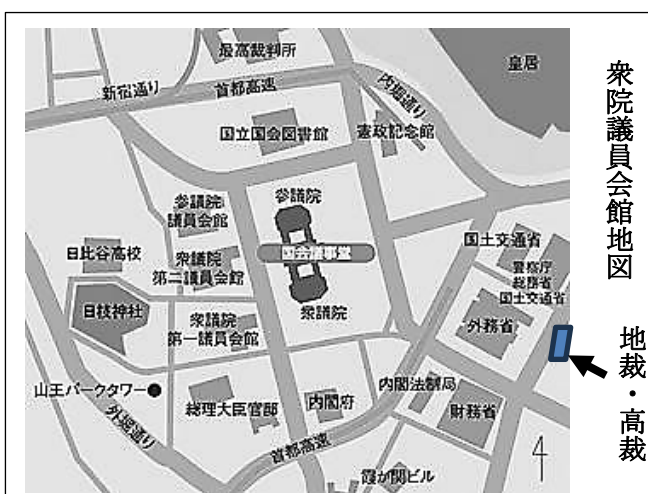 衆院議員会館地図
地裁・高裁
最高裁判所
皇居
新宿通り
首都高速
内堀通り
国立国会図書館
憲政記念館
参議院
議員会館
参議院
国土交通省
日比谷高校
衆議院
第二議員会館
国会議事堂
警察庁
総務省
国土交通省
日枝神社
衆議院
第一議員会館
衆議院
外務省
山王パークタワー
総理大臣官邸
内閣府
内閣法制局
財務省
外堀通り
首都高速
霞が関ビル